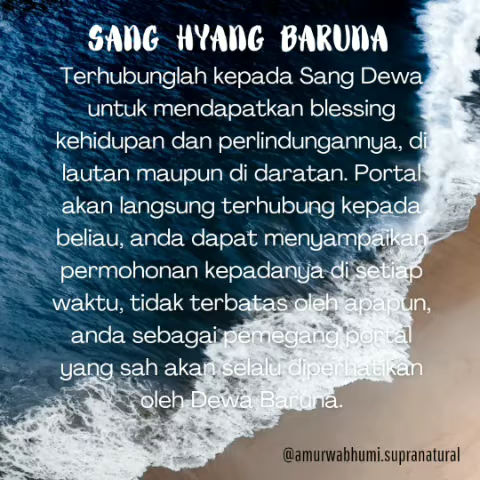 SANG HYANG BARUNA
Terhubunglah kepada Sang Dewa
untuk mendapatkan blessing
kehidupan dan perlindungannya, di
lautan maupun di daratan. Portal
akan langsung terhubung kepada
beliau, anda dapat menyampaikan
permohonan kepadanya di setiap
waktu, tidak terbatas oleh apapun,
anda sebagai pemegang portal
yang sah akan selalu diperhatikan
oleh Dewa Baruna.
@amurwabhumi.supranatural